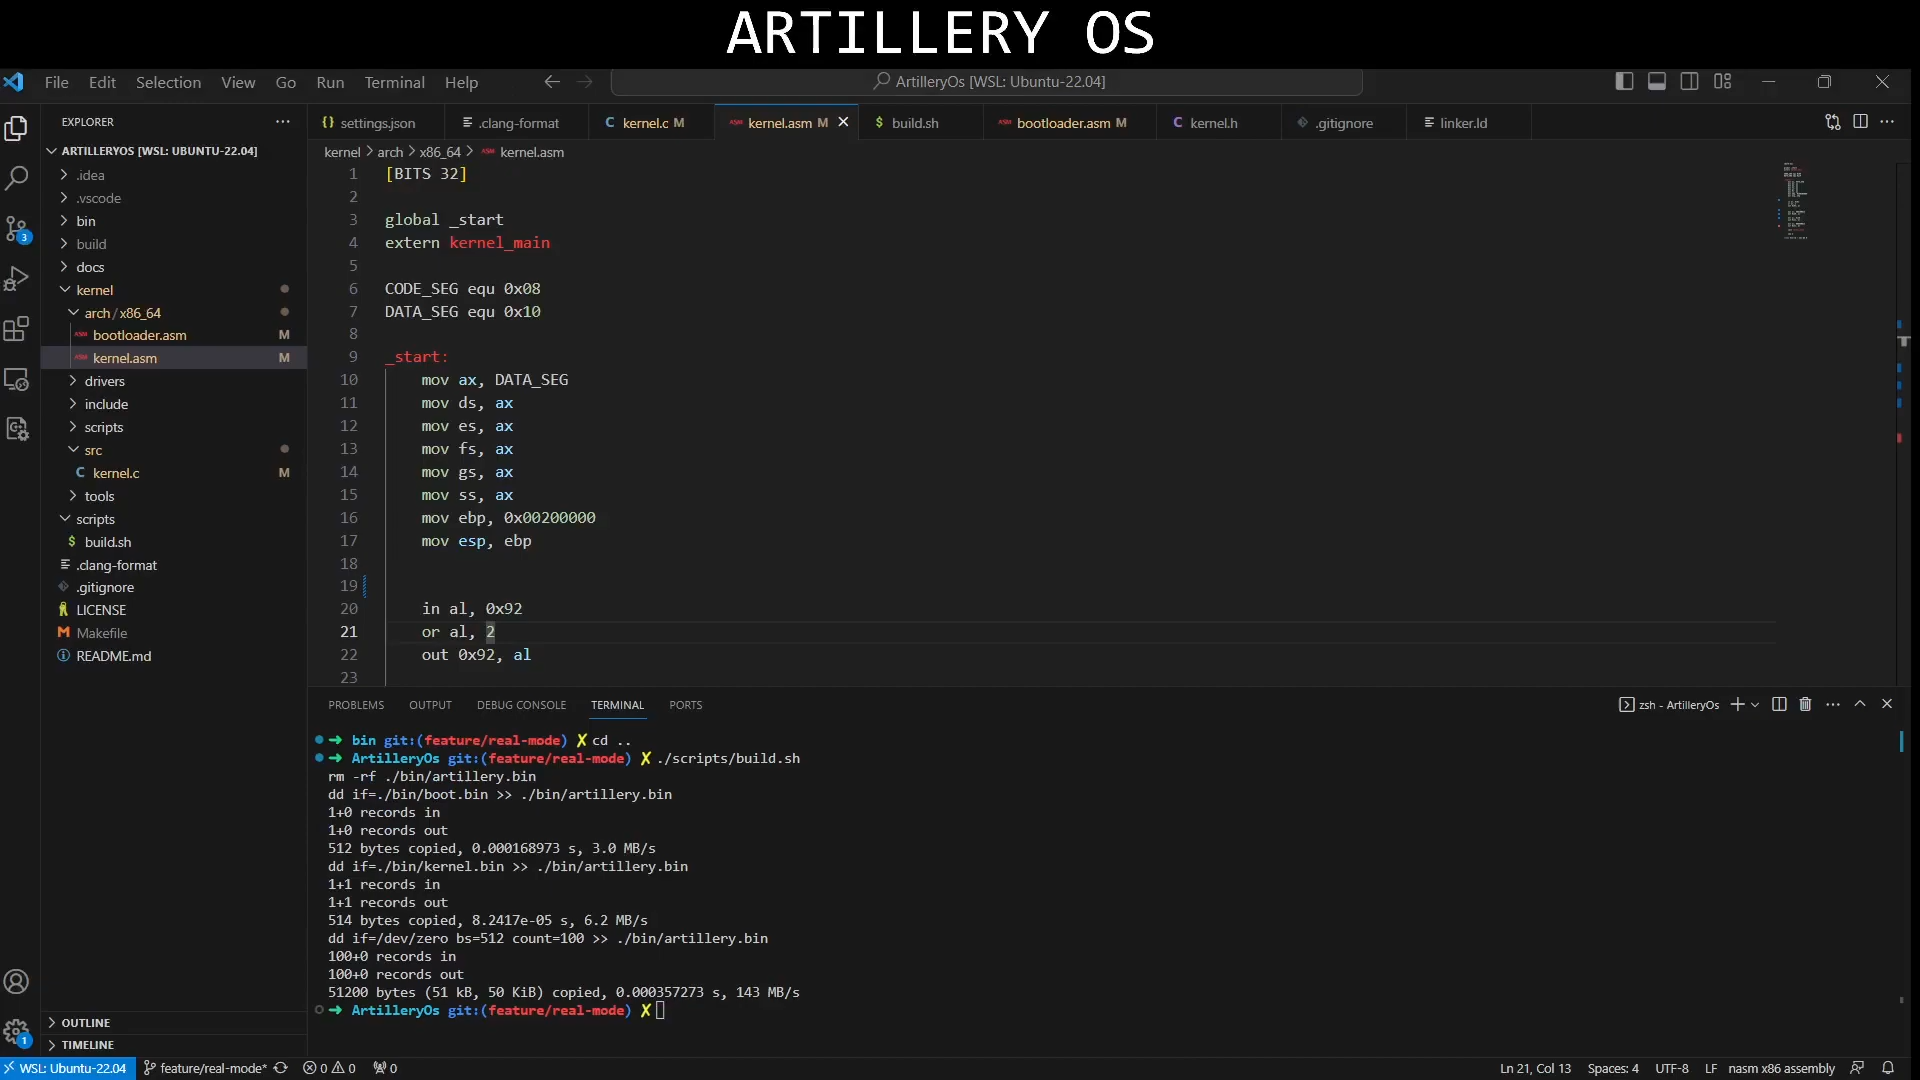 ARTILLERY OS
File Edit Selection View Go Run Terminal Help
ArtilleryOs [WSL: Ubuntu-22.04]
EXPLORER
settings.json
.clang-format
C kernel.c M
ASM kernel.asm M
$ build.sh
ASM bootloader.asm M
C kernel.h
.gitignore
linker.ld
ARTILLERYOS [WSL: UBUNTU-22.04]
kernel > arch > x86_64 > ASM kernel.asm
.idea
.vscode
bin
build
docs
kernel
arch / x86_64
ASM bootloader.asm M
ASM kernel.asm M
drivers
include
scripts
src
C kernel.c M
tools
scripts
$ build.sh
.clang-format
.gitignore
LICENSE
M Makefile
README.md
OUTLINE
TIMELINE
1 [BITS 32]
2
3 global _start
4 extern kernel_main
5
6 CODE_SEG equ 0x08
7 DATA_SEG equ 0x10
8
9 _start:
10 mov ax, DATA_SEG
11 mov ds, ax
12 mov es, ax
13 mov fs, ax
14 mov gs, ax
15 mov ss, ax
16 mov ebp, 0x00200000
17 mov esp, ebp
18
19
20 in al, 0x92
21 or al, 2
22 out 0x92, al
23
PROBLEMS OUTPUT DEBUG CONSOLE TERMINAL PORTS
zsh - ArtilleryOs
➜ bin git:(feature/real-mode) ✗ cd ..
➜ ArtilleryOs git:(feature/real-mode) ✗ ./scripts/build.sh
rm -rf ./bin/artillery.bin
dd if=./bin/boot.bin >> ./bin/artillery.bin
1+0 records in
1+0 records out
512 bytes copied, 0.000168973 s, 3.0 MB/s
dd if=./bin/kernel.bin >> ./bin/artillery.bin
1+1 records in
1+1 records out
514 bytes copied, 8.2417e-05 s, 6.2 MB/s
dd if=/dev/zero bs=512 count=100 >> ./bin/artillery.bin
100+0 records in
100+0 records out
51200 bytes (51 kB, 50 KiB) copied, 0.000357273 s, 143 MB/s
➜ ArtilleryOs git:(feature/real-mode) ✗
3
1
WSL: Ubuntu-22.04 feature/real-mode* 0 0 0
Ln 21, Col 13 Spaces: 4 UTF-8 LF nasm x86 assembly